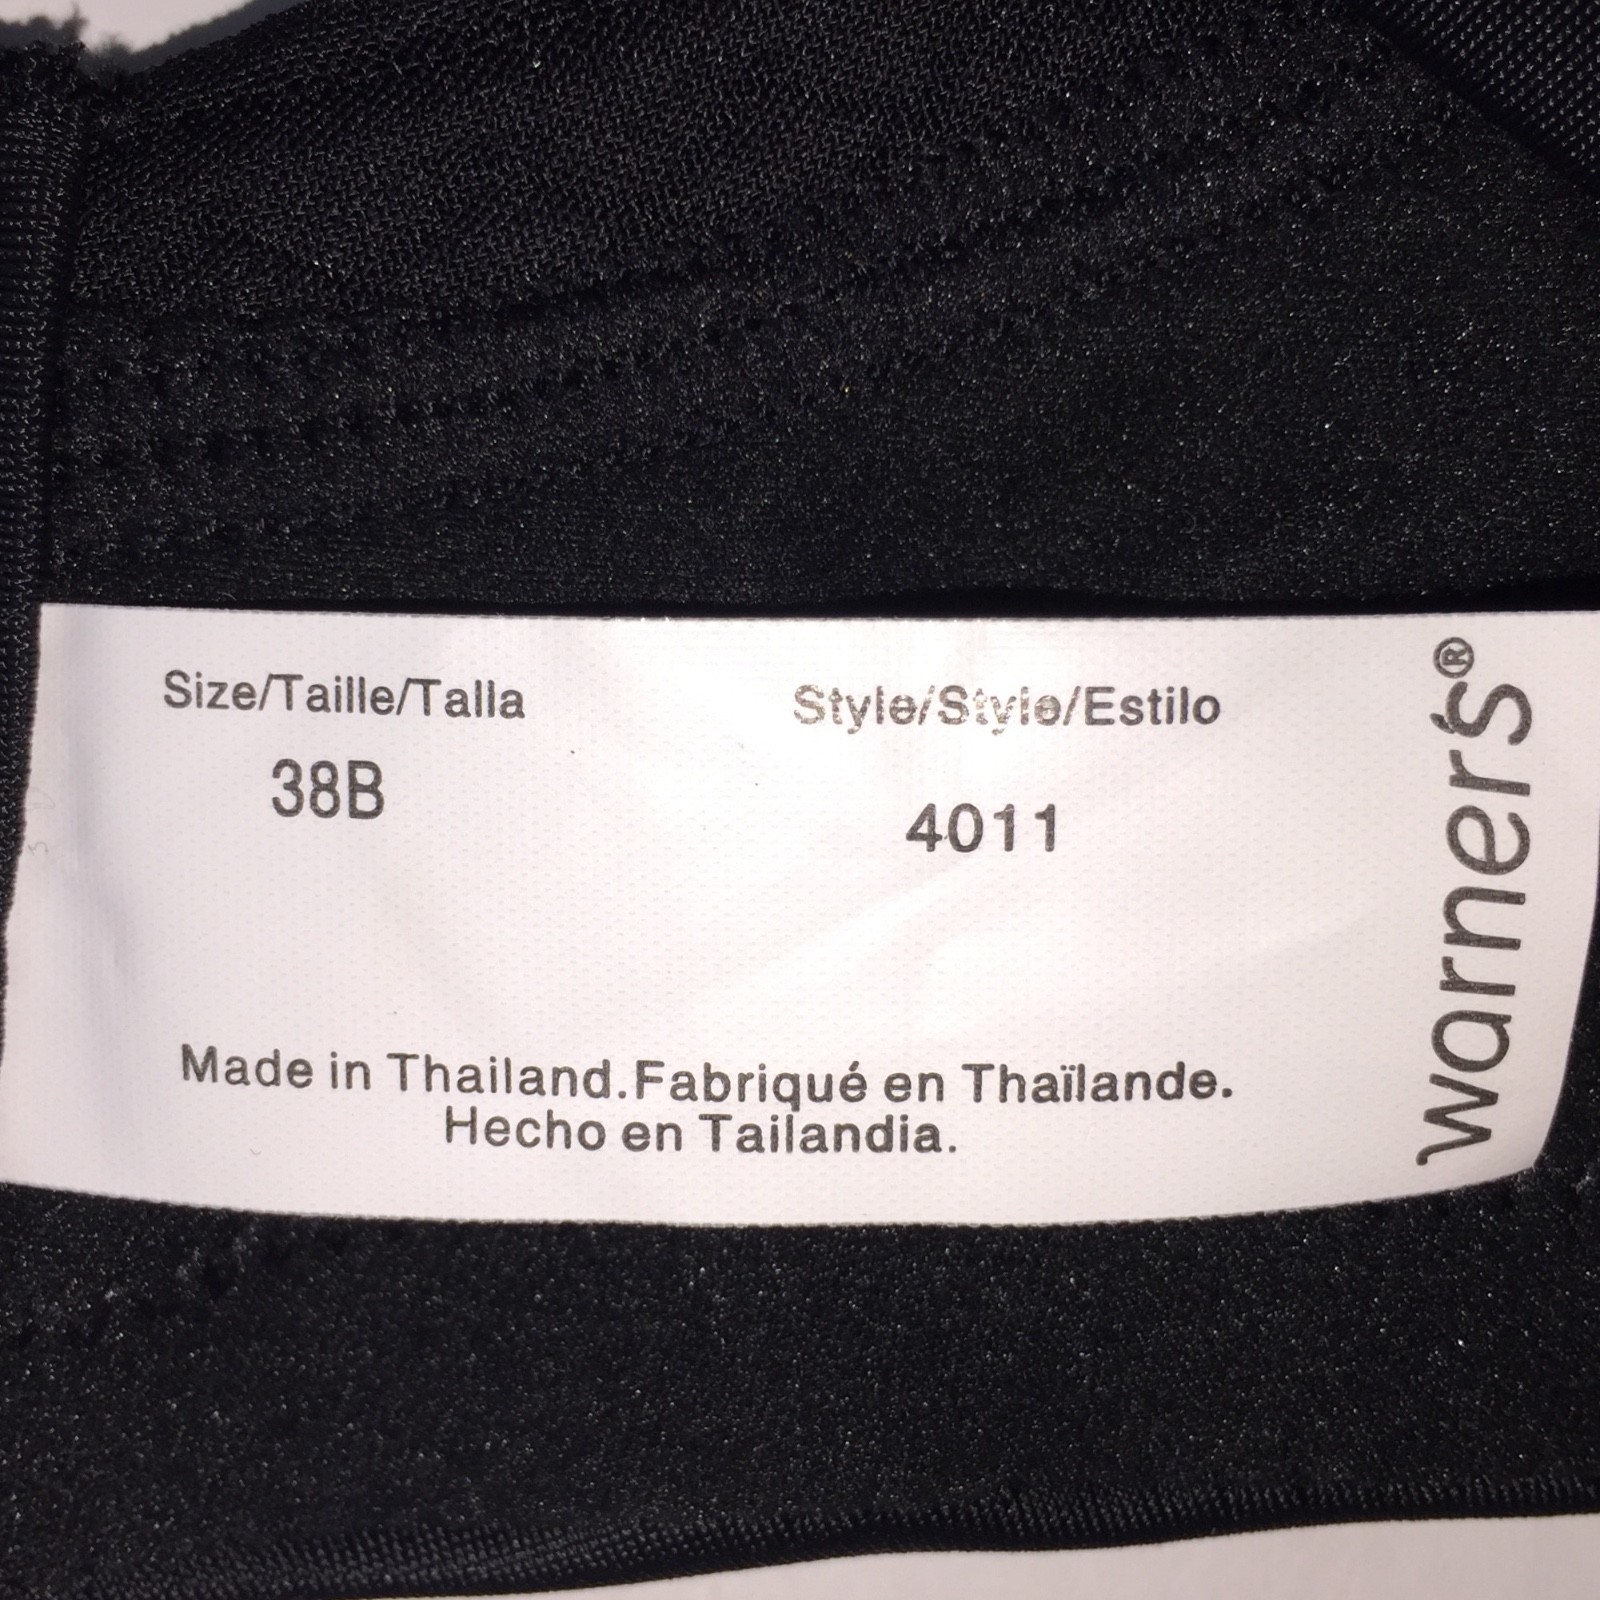 Size/Taille/Talla
38B
Style/Style/Estilo
4011
Made in Thailand.Fabriqué en Thaïlande.
Hecho en Tailandia.
warner's®